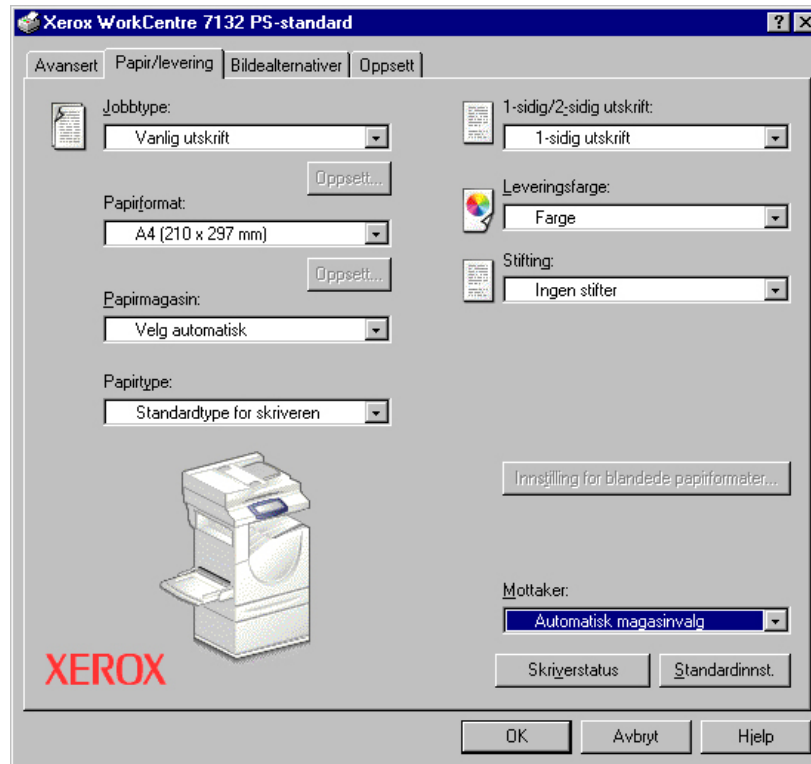 Xerox WorkCentre 7132 PS-standard
Avansert
Papir/levering
Bildealternativer
Oppsett
Jobbtype:
Vanlig utskrift
Oppsett...
Papirformat:
A4 (210 x 297 mm)
Oppsett...
Papirmagasin:
Velg automatisk
Papirtype:
Standardtype for skriveren
1-sidig/2-sidig utskrift:
1-sidig utskrift
Leveringsfarge:
Farge
Stifting:
Ingen stifter
Innstilling for blandede papirformater...
Mottaker:
Automatisk magasinvalg
XEROX
Skriverstatus
Standardinnst.
OK
Avbryt
Hjelp